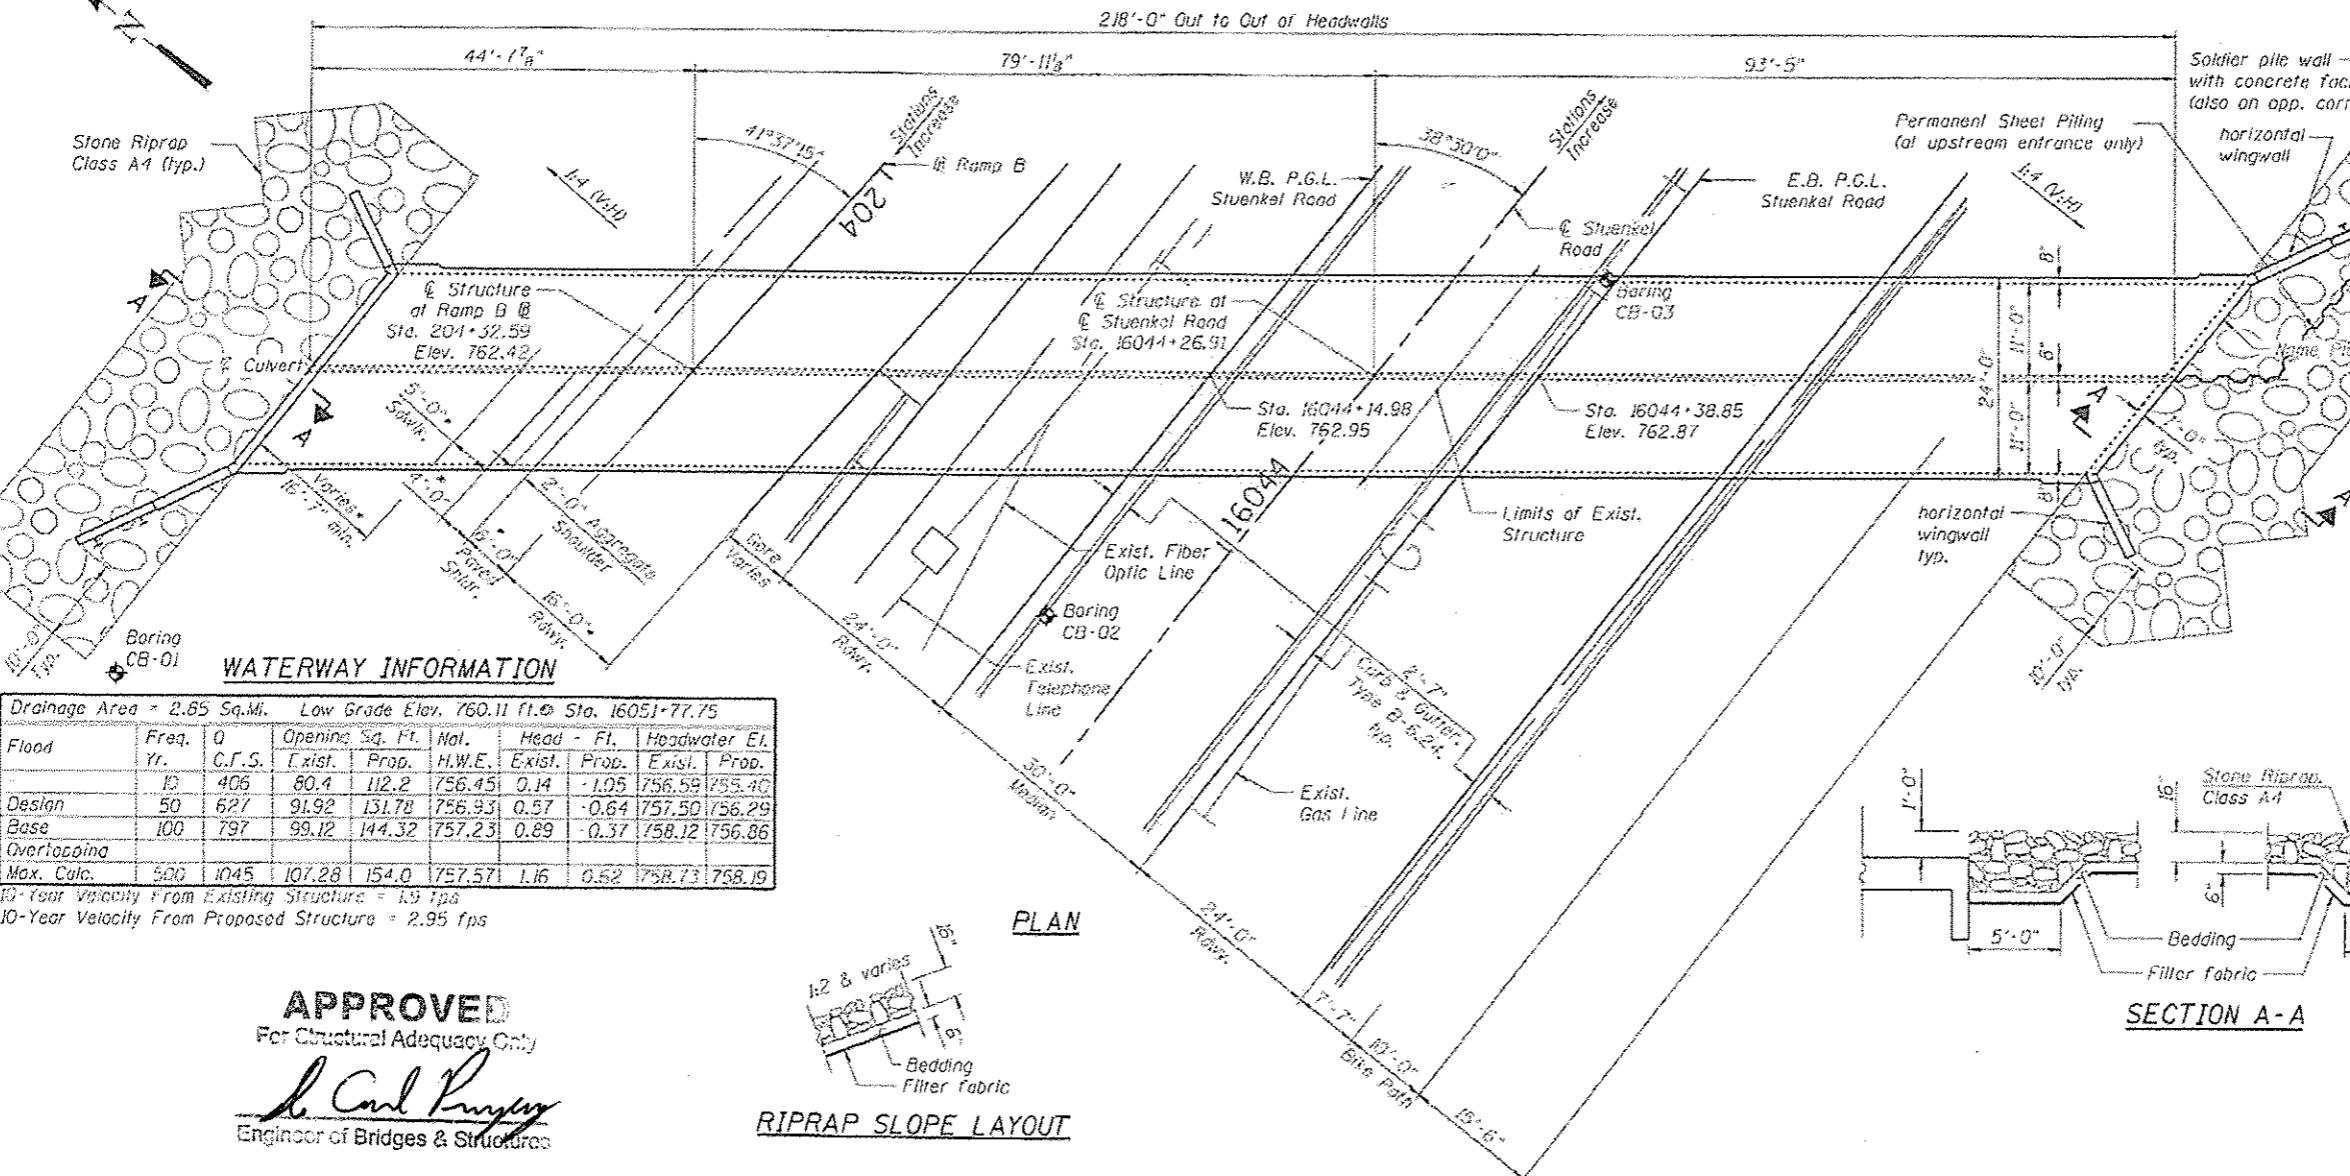 218'-0" Out to Out of Headwalls
44'-7⅞"
79'-11⅛"
93'-5"
N
Stone Riprap
Class A4 (typ.)
1:4 (V:H)
41°37'15"
Stations
Increase
℄ Ramp B
204
W.B. P.G.L.
Stuenkel Road
38°30'0"
Stations
Increase
℄ Stuenkel
Road
E.B. P.G.L.
Stuenkel Road
Permanent Sheet Piling
(at upstream entrance only)
Soldier pile wall
with concrete
(also on opp.
horizontal
wingwall
1:4 (V:H)
A
℄ Structure
at Ramp B
Sta. 201+32.59
Elev. 762.42
℄ Structure at
℄ Stuenkel Road
Sta. 16044+26.91
Boring
CB-03
8"
11'-0"
6"
24'-0"
11'-0"
8"
℄ Culvert
A
Sta. 16044+14.98
Elev. 762.95
Sta. 16044+38.85
Elev. 762.87
Name
A
typ.
A
5'-0"*
Sdwlk.
Varies*
16'-7" min.
4'-0"*
2'-0" Aggregate
Shoulder
6'-0"*
Paved
Shldr.
16'-0"*
Rdwy.
Gore
Varies
24'-0"
Rdwy.
16044
Exist. Fiber
Optic Line
Limits of Exist.
Structure
horizontal
wingwall
typ.
Boring
CB-02
Exist.
Telephone
Line
2'-7"
Curb & Gutter,
Type B-6.24,
typ.
10'-0"
typ.
Boring
CB-01
10'-0"
typ.
30'-0"
Median
Exist.
Gas Line
24'-0"
Rdwy.
7'-7"
10'-0"
Bike Path
15'-6"
WATERWAY INFORMATION
Drainage Area = 2.85 Sq.Mi. Low Grade Elev. 760.11 ft.@ Sta. 16051+77.75
Flood Freq. Yr. Q C.F.S. Opening Sq. Ft. Exist. Prop. Nat. H.W.E. Head - Ft. Exist. Prop. Headwater El. Exist. Prop.
10 406 80.4 112.2 756.45 0.14 -1.05 756.59 755.40
Design 50 627 91.92 131.78 756.93 0.57 -0.64 757.50 756.29
Base 100 797 99.12 144.32 757.23 0.89 -0.37 758.12 756.86
Overtopping
Max. Calc. 500 1045 107.28 154.0 757.57 1.16 0.62 758.73 758.19
10-Year Velocity From Existing Structure = 1.9 fps
10-Year Velocity From Proposed Structure = 2.95 fps
PLAN
APPROVED
For Structural Adequacy Only
Engineer of Bridges & Structures
1:2 & varies
16"
6"
Bedding
Filter fabric
RIPRAP SLOPE LAYOUT
1'-0"
16"
Stone Riprap,
Class A4
6"
5'-0"
Bedding
Filter fabric
SECTION A-A